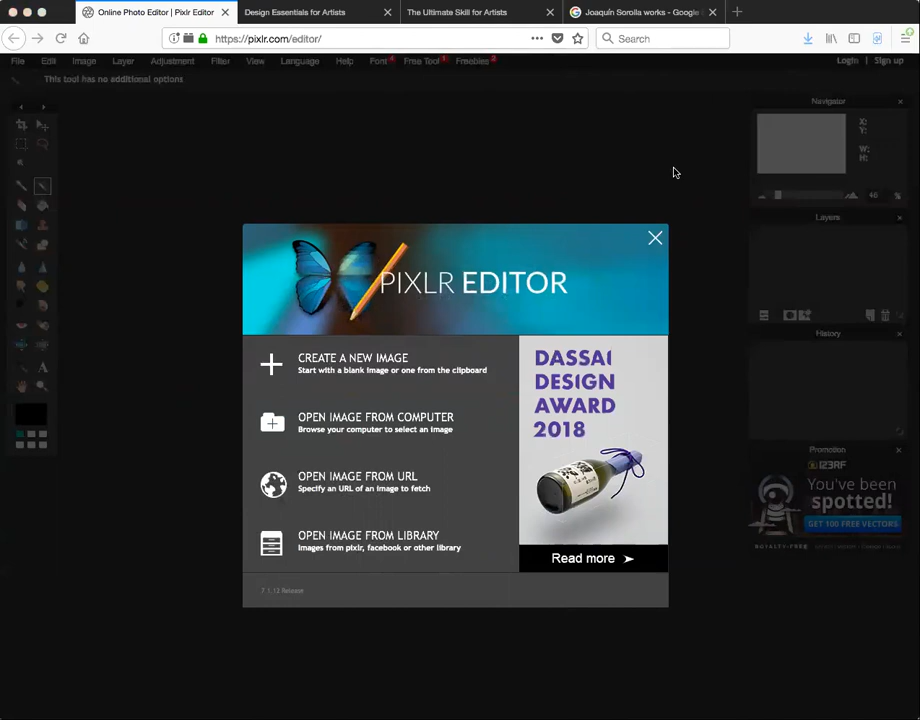 Online Photo Editor | Pixlr Editor
Design Essentials for Artists
The Ultimate Skill for Artists
Joaquín Sorolla works - Google
https://pixlr.com/editor/
Search
File Edit Image Layer Adjustment Filter View Language Help Font Free Tool Freebies
Login Sign up
This tool has no additional options
Navigator
X:
Y:
W:
H:
46 %
Layers
History
PIXLR EDITOR
CREATE A NEW IMAGE
Start with a blank image or one from the clipboard
OPEN IMAGE FROM COMPUTER
Browse your computer to select an image
OPEN IMAGE FROM URL
Specify an URL of an image to fetch
OPEN IMAGE FROM LIBRARY
Images from pixlr, facebook or other library
7.1.12 Release
DASSAI
DESIGN
AWARD
2018
Read more
Promotion
123RF
You've been
spotted!
GET 100 FREE VECTORS